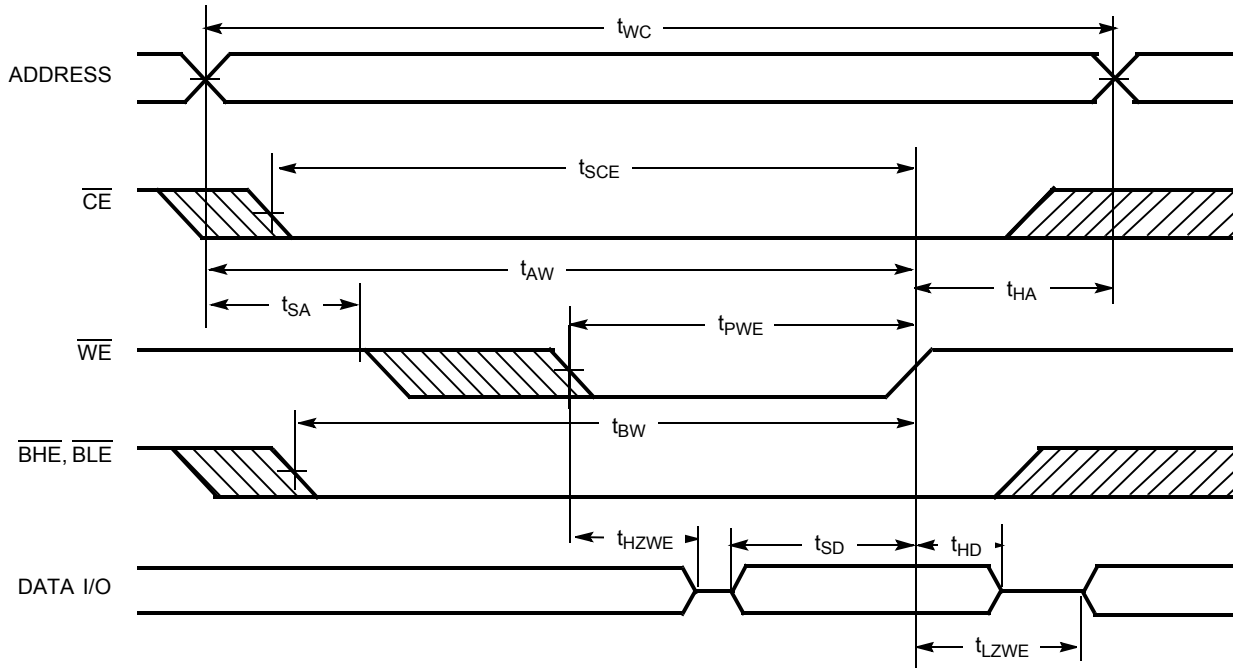 tWC
ADDRESS
tSCE
CE
tAW
tSA
tHA
tPWE
WE
tBW
BHE, BLE
tHZWE
tSD
tHD
DATA I/O
tLZWE